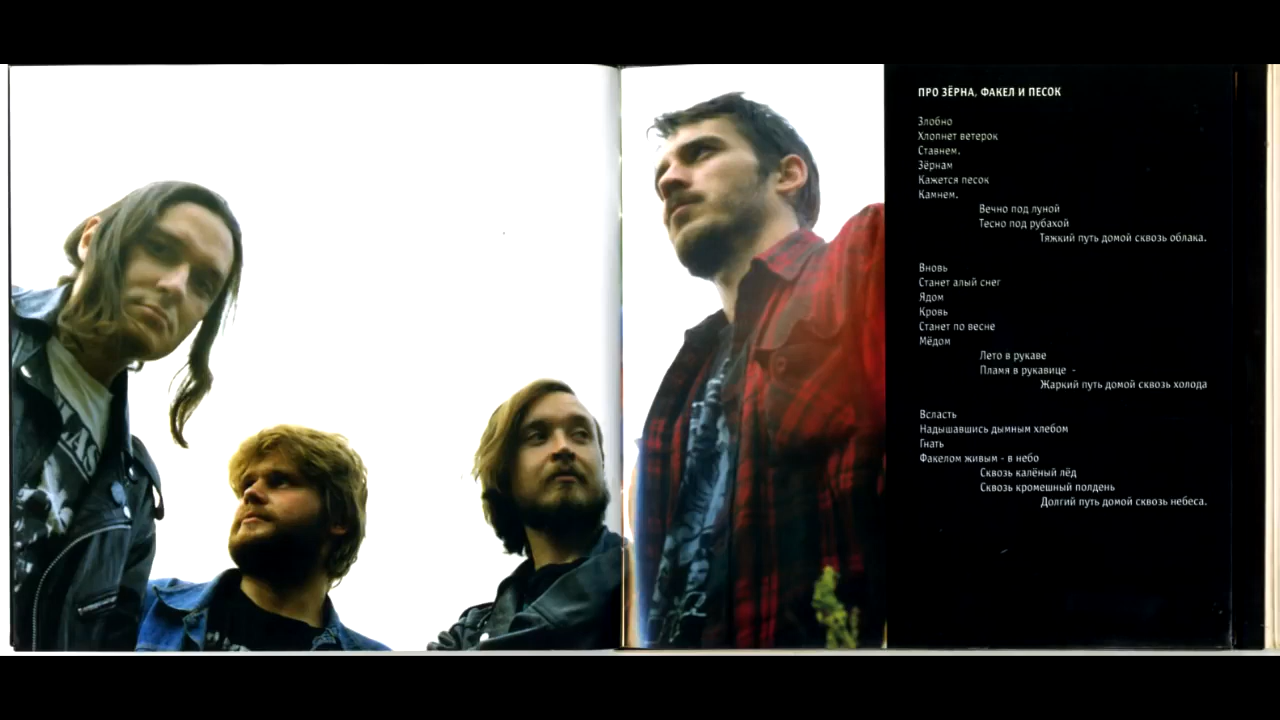 ПРО ЗЁРНА, ФАКЕЛ И ПЕСОК
Злобно
Хлопнет ветерок
Ставнем.
Зёрнам
Кажется песок
Камнем.
Вечно под луной
Тесно под рубахой
Тяжкий путь домой сквозь облака.
Вновь
Станет алый снег
Ядом
Кровь
Станет по весне
Мёдом
Лето в рукаве
Пламя в рукавице -
Жаркий путь домой сквозь холода
Всласть
Надышавшись дымным хлебом
Гнать
Факелом живым - в небо
Сквозь калёный лёд
Сквозь кромешный полдень
Долгий путь домой сквозь небеса.